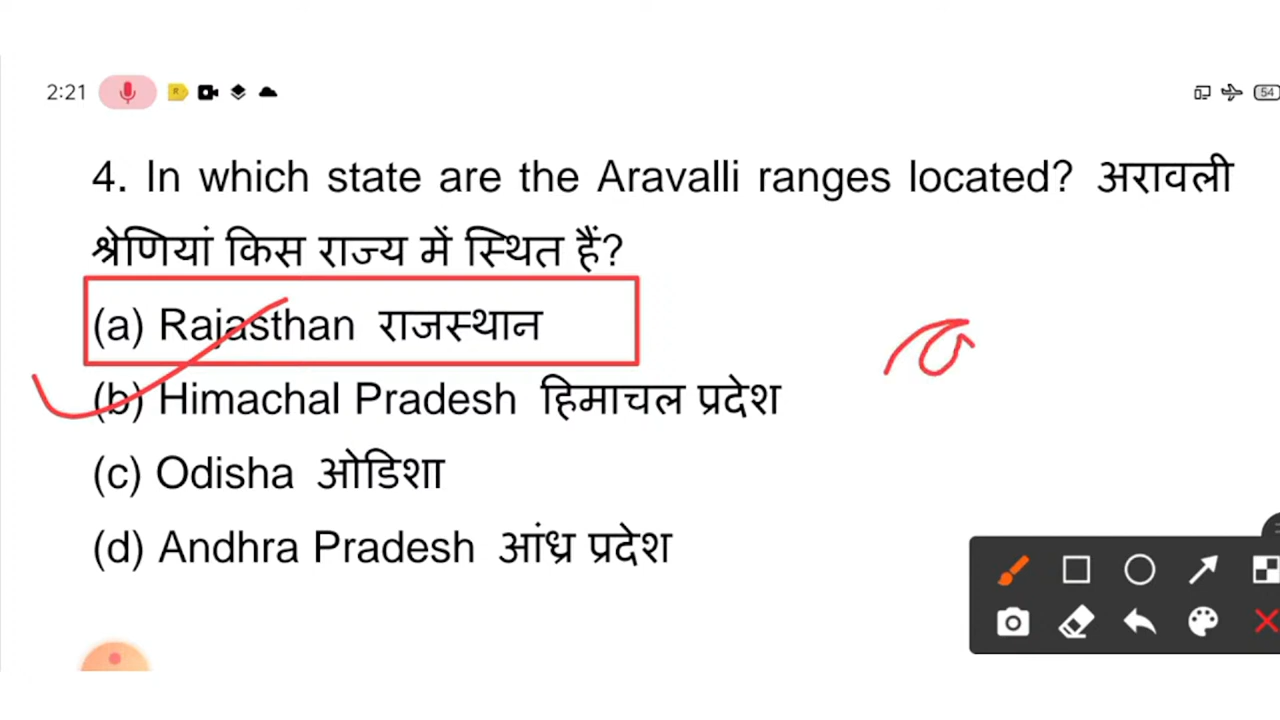 2:21
R
54
4. In which state are the Aravalli ranges located? अरावली
श्रेणियां किस राज्य में स्थित हैं?
(a) Rajasthan राजस्थान
(b) Himachal Pradesh हिमाचल प्रदेश
(c) Odisha ओडिशा
(d) Andhra Pradesh आंध्र प्रदेश